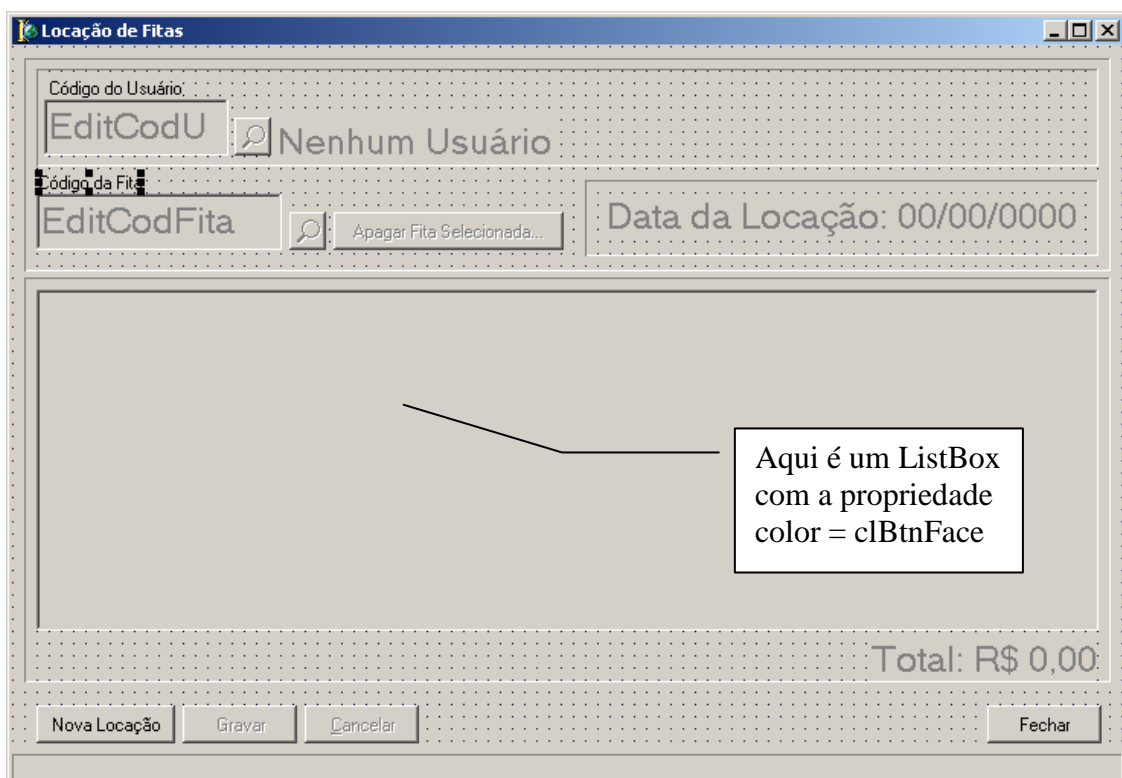 Locação de Fitas
Código do Usuário:
EditCodU
Nenhum Usuário
Código da Fita
EditCodFita
Apagar Fita Selecionada...
Data da Locação: 00/00/0000
Aqui é um ListBox
com a propriedade
color = clBtnFace
Total: R$ 0,00
Nova Locação
Gravar
Cancelar
Fechar